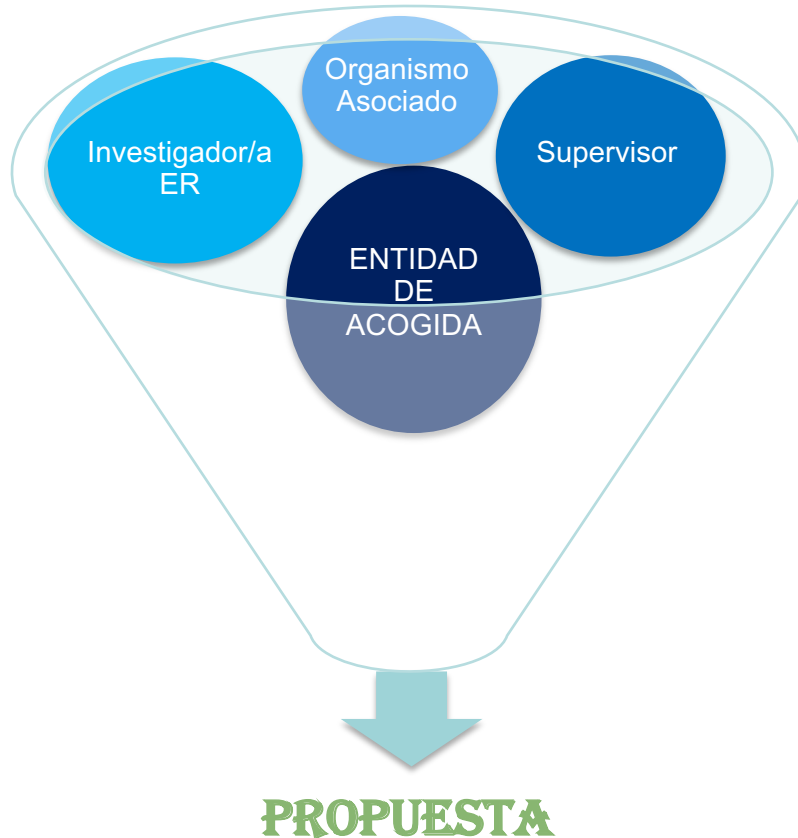 Organismo
Asociado
Investigador/a
ER
Supervisor
ENTIDAD
DE
ACOGIDA
PROPUESTA